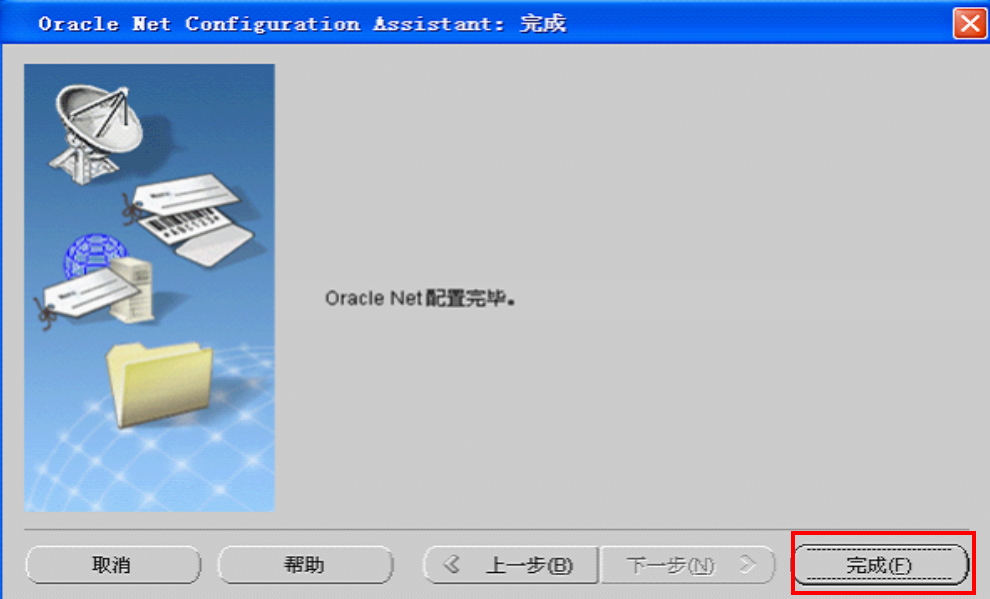 Oracle Net Configuration Assistant: 完成
Oracle Net 配置完毕。
取消
帮助
上一步(B)
下一步(N)
完成(F)